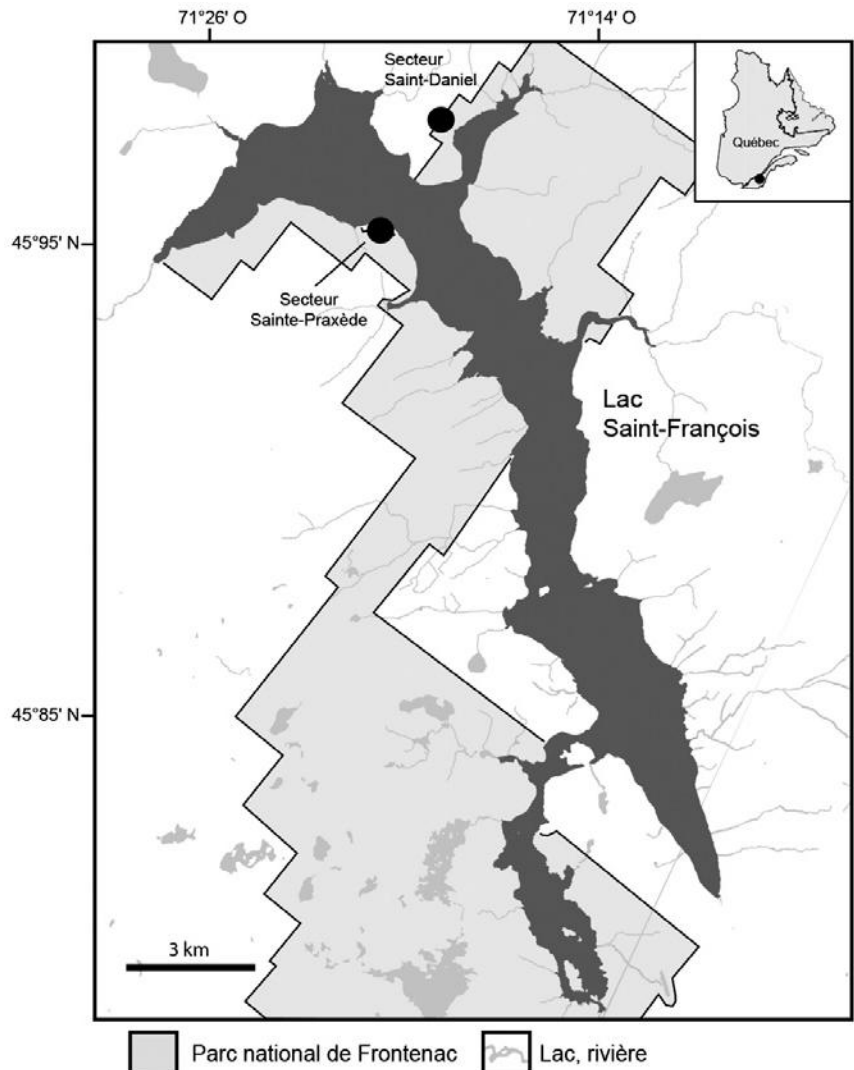 71°26' O
71°14' O
Secteur
Saint-Daniel
Québec
45°95' N
Secteur
Sainte-Praxède
Lac
Saint-François
45°85' N
3 km
Parc national de Frontenac
Lac, rivière